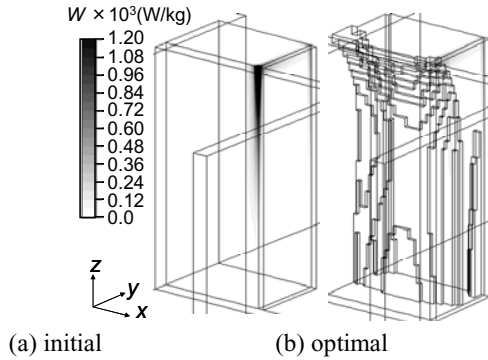 W ×10³(W/kg)
1.20
1.08
0.96
0.84
0.72
0.60
0.48
0.36
0.24
0.12
0.0
z
y
x
(a) initial
(b) optimal